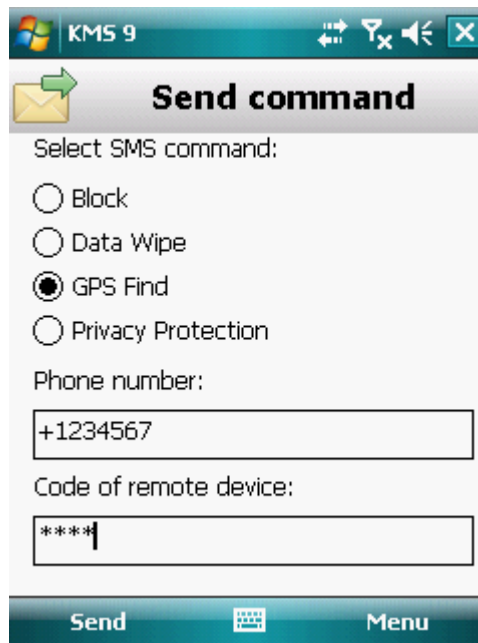 KMS 9
Send command
Select SMS command:
Block
Data Wipe
GPS Find
Privacy Protection
Phone number:
+1234567
Code of remote device:
****
Send Menu